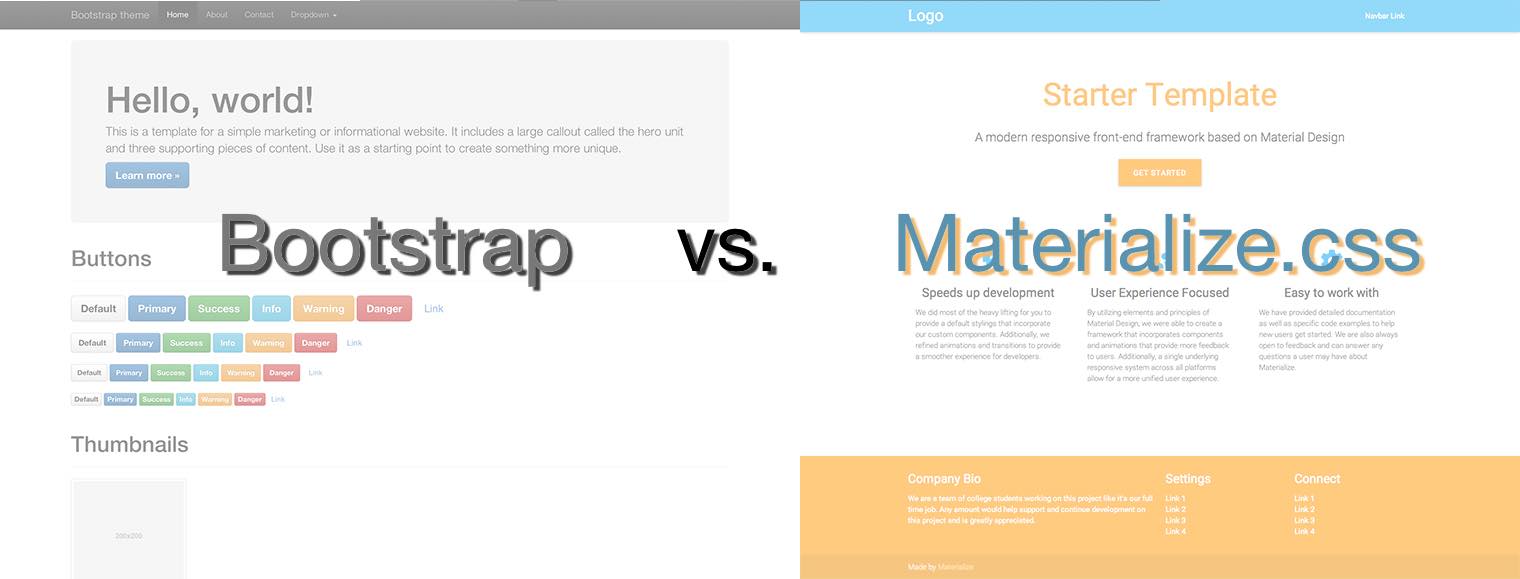 Bootstrap theme Home About Contact Dropdown
Hello, world!
This is a template for a simple marketing or informational website. It includes a large callout called the hero unit
and three supporting pieces of content. Use it as a starting point to create something more unique.
Learn more »
Buttons
Default Primary Success Info Warning Danger Link
Default Primary Success Info Warning Danger Link
Default Primary Success Info Warning Danger Link
Default Primary Success Info Warning Danger Link
Thumbnails
200x200
Bootstrap vs. Materialize.css
Logo Navbar Link
Starter Template
A modern responsive front-end framework based on Material Design
GET STARTED
Speeds up development
We did most of the heavy lifting for you to
provide a default stylings that incorporate
our custom components. Additionally, we
refined animations and transitions to provide
a smoother experience for developers.
User Experience Focused
By utilizing elements and principles of
Material Design, we were able to create a
framework that incorporates components
and animations that provide more feedback
to users. Additionally, a single underlying
responsive system across all platforms
allow for a more unified user experience.
Easy to work with
We have provided detailed documentation
as well as specific code examples to help
new users get started. We are also always
open to feedback and can answer any
questions a user may have about
Materialize.
Company Bio
We are a team of college students working on this project like it's our full
time job. Any amount would help support and continue development on
this project and is greatly appreciated.
Settings
Link 1
Link 2
Link 3
Link 4
Connect
Link 1
Link 2
Link 3
Link 4
Made by Materialize